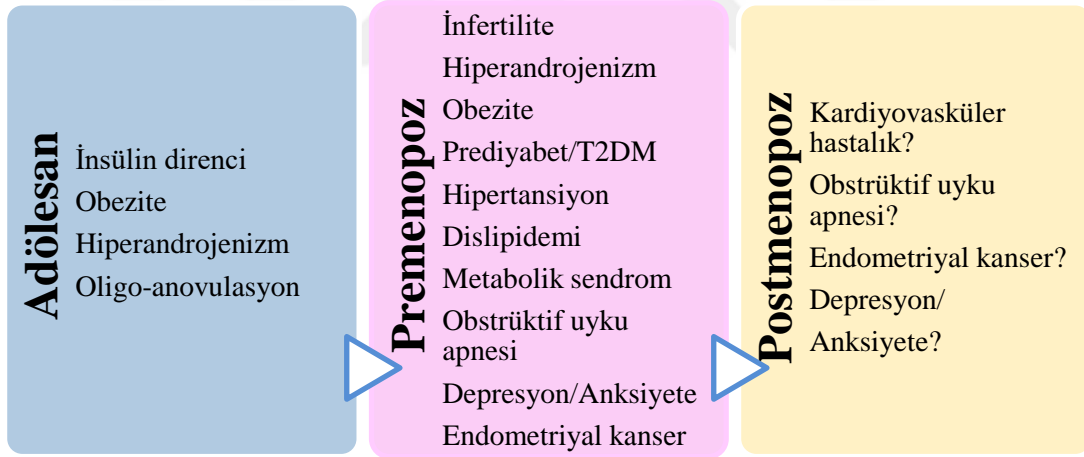 Adölesan
İnsülin direnci
Obezite
Hiperandrojenizm
Oligo-anovulasyon
Premenopoz
İnfertilite
Hiperandrojenizm
Obezite
Prediyabet/T2DM
Hipertansiyon
Dislipidemi
Metabolik sendrom
Obstrüktif uyku
apnesi
Depresyon/Anksiyete
Endometriyal kanser
Postmenopoz
Kardiyovasküler
hastalık?
Obstrüktif uyku
apnesi?
Endometriyal kanser?
Depresyon/
Anksiyete?